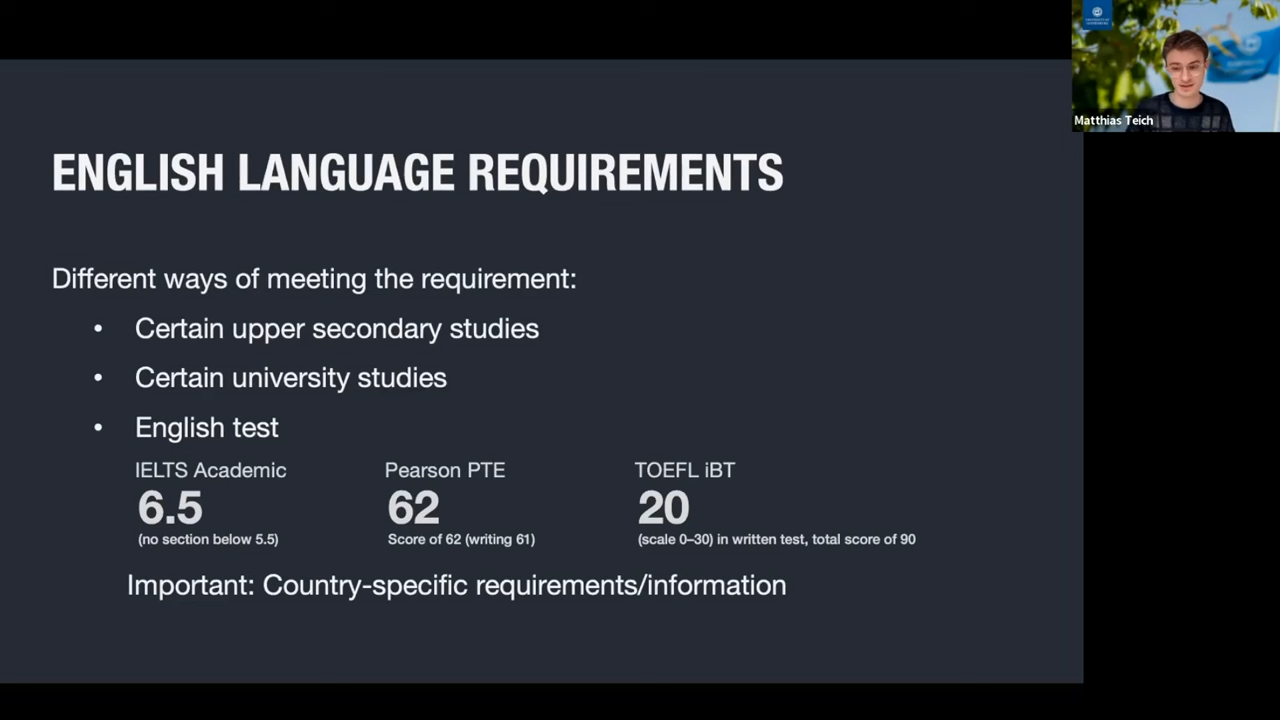 Matthias Teich
ENGLISH LANGUAGE REQUIREMENTS
Different ways of meeting the requirement:
• Certain upper secondary studies
• Certain university studies
• English test
IELTS Academic
6.5
(no section below 5.5)
Pearson PTE
62
Score of 62 (writing 61)
TOEFL iBT
20
(scale 0–30) in written test, total score of 90
Important: Country-specific requirements/information